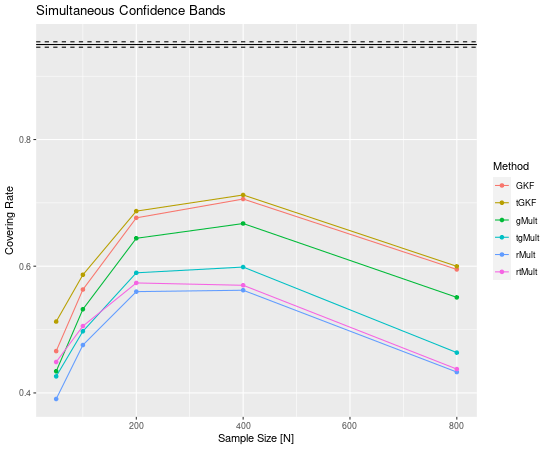 Simultaneous Confidence Bands
Covering Rate
0.8
0.6
0.4
200
400
600
800
Sample Size [N]
Method
GKF
tGKF
gMult
tgMult
rMult
rtMult